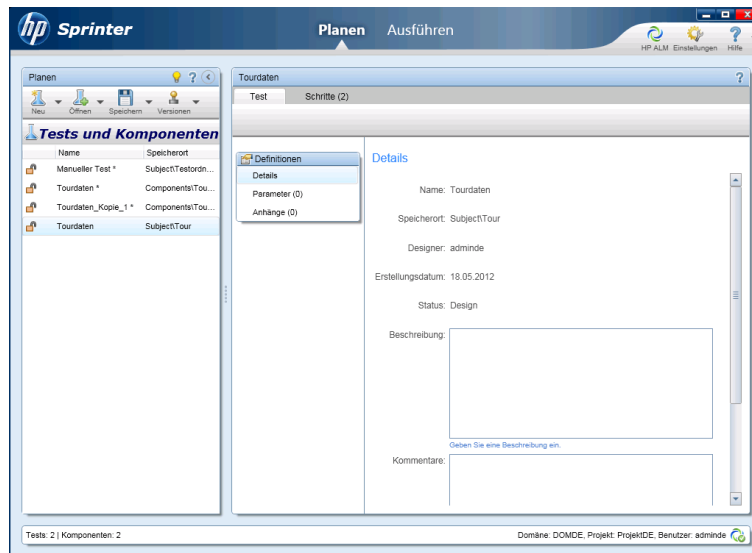 hp Sprinter
Planen Ausführen
HP ALM Einstellungen Hilfe
Planen
Neu Öffnen Speichern Versionen
Tests und Komponenten
Name Speicherort
Manueller Test * Subject\Testordn...
Tourdaten * Components\Tou...
Tourdaten_Kopie_1 * Components\Tou...
Tourdaten Subject\Tour
Tourdaten
Test Schritte (2)
Definitionen
Details
Parameter (0)
Anhänge (0)
Details
Name: Tourdaten
Speicherort: Subject\Tour
Designer: adminde
Erstellungsdatum: 18.05.2012
Status: Design
Beschreibung:
Geben Sie eine Beschreibung ein.
Kommentare:
Tests: 2 | Komponenten: 2
Domäne: DOMDE, Projekt: ProjektDE, Benutzer: adminde